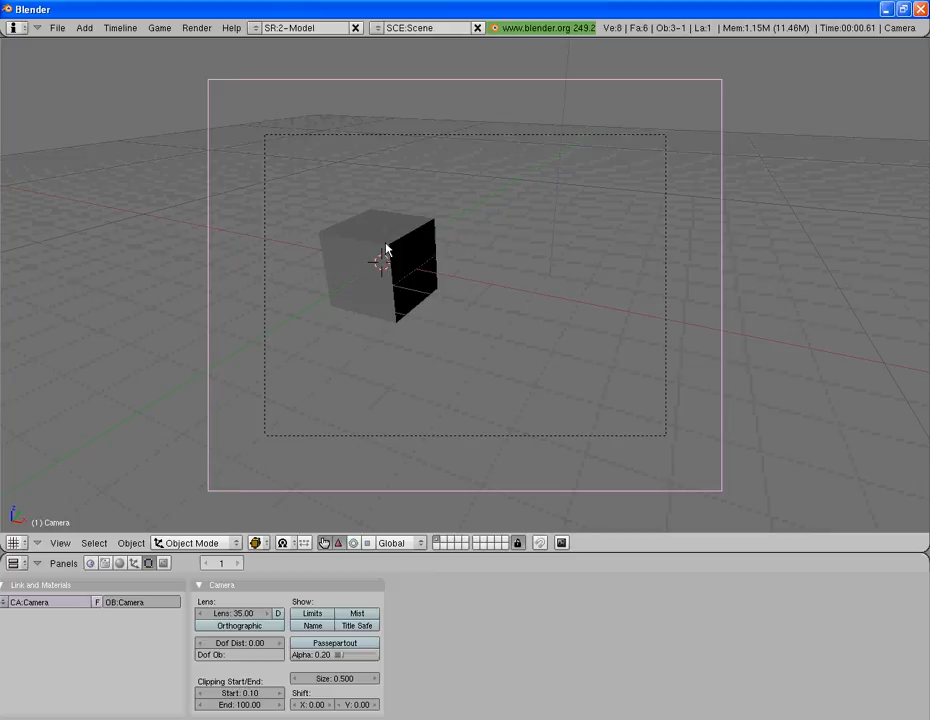 Blender
File Add Timeline Game Render Help SR:2-Model SCE:Scene www.blender.org 249.2 Ve:8 | Fa:6 | Ob:3-1 | La:1 | Mem:1.15M (11.46M) | Time:00:00.61 | Camera
z
(1) Camera
View Select Object Object Mode Global
Panels 1
Link and Materials
Camera
CA:Camera F OB:Camera
Lens: Show:
Lens: 35.00 D Limits Mist
Orthographic Name Title Safe
Dof Dist: 0.00 Passepartout
Dof Ob: Alpha: 0.20
Clipping Start/End: Size: 0.500
Start: 0.10 Shift:
End: 100.00 X: 0.00 Y: 0.00